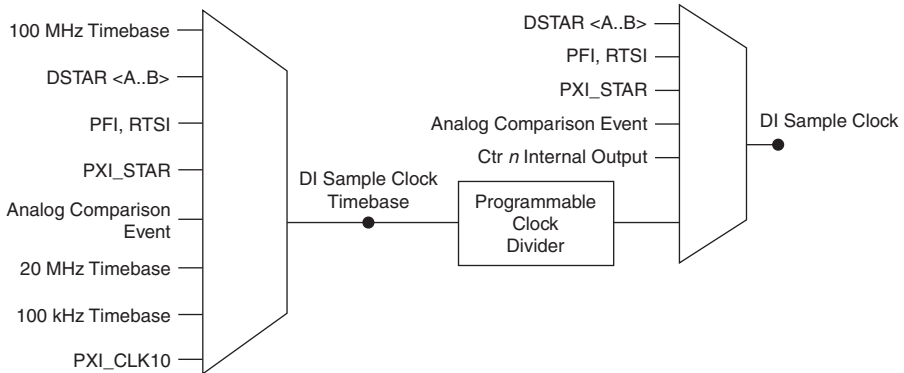 100 MHz Timebase
DSTAR <A..B>
PFI, RTSI
PXI_STAR
Analog Comparison
Event
20 MHz Timebase
100 kHz Timebase
PXI_CLK10
DI Sample Clock
Timebase
Programmable
Clock
Divider
DSTAR <A..B>
PFI, RTSI
PXI_STAR
Analog Comparison Event
Ctr n Internal Output
DI Sample Clock